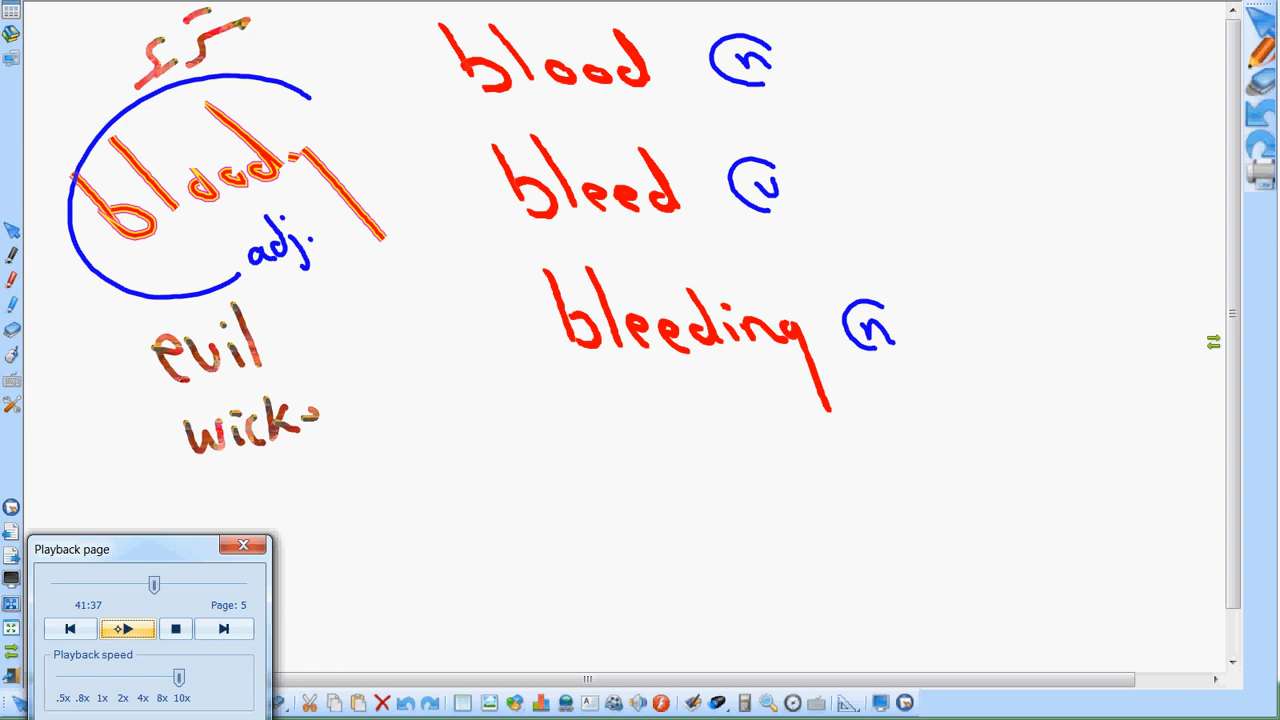 bloody
adj.
evil
wick
blood n
bleed v
bleeding n
Playback page
41:37 Page: 5
Playback speed
.5x .8x 1x 2x 4x 8x 10x